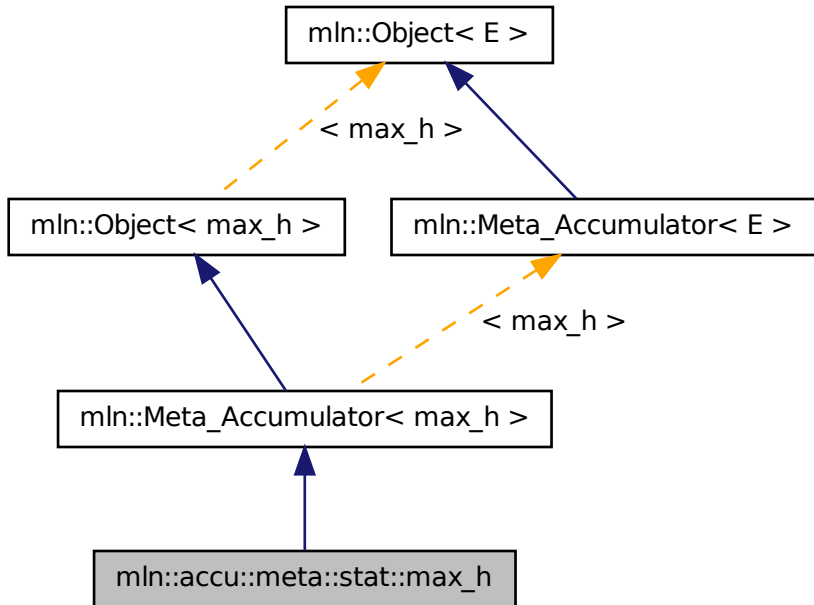 mln::Object< E >
< max_h >
mln::Object< max_h >
mln::Meta_Accumulator< E >
< max_h >
mln::Meta_Accumulator< max_h >
mln::accu::meta::stat::max_h